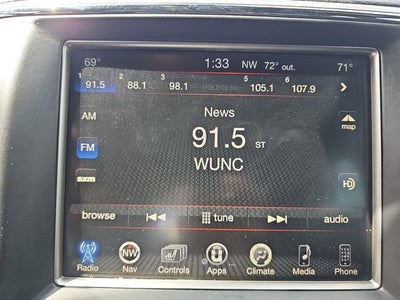 69° 1:33 NW 72° out. 71°
1 2 3 5 6
91.5 88.1 98.1 105.1 107.9
News
AM
91.5 ST
map
FM
WUNC
SXM
HD
browse tune audio
NW
Radio Nav Controls Apps Climate Media Phone